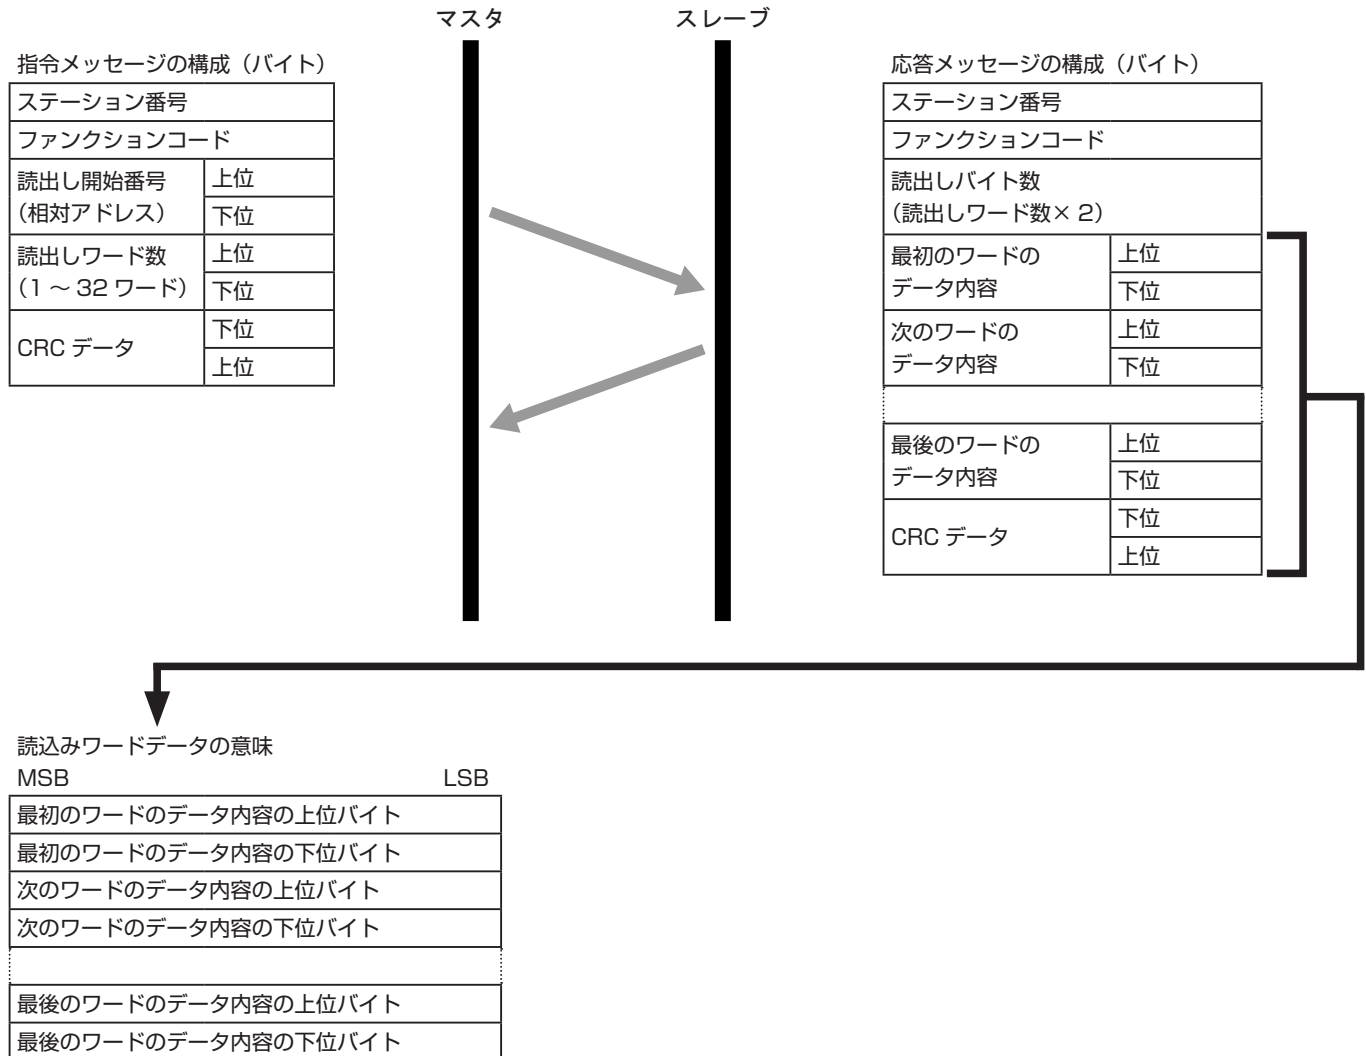 マスタ
スレーブ
指令メッセージの構成（バイト）
ステーション番号
ファンクションコード
読出し開始番号
（相対アドレス）
上位
下位
読出しワード数
（1 ～ 32 ワード）
上位
下位
CRC データ
下位
上位
応答メッセージの構成（バイト）
ステーション番号
ファンクションコード
読出しバイト数
（読出しワード数× 2）
最初のワードの
データ内容
上位
下位
次のワードの
データ内容
上位
下位
最後のワードの
データ内容
上位
下位
CRC データ
下位
上位
読込みワードデータの意味
MSB
LSB
最初のワードのデータ内容の上位バイト
最初のワードのデータ内容の下位バイト
次のワードのデータ内容の上位バイト
次のワードのデータ内容の下位バイト
最後のワードのデータ内容の上位バイト
最後のワードのデータ内容の下位バイト